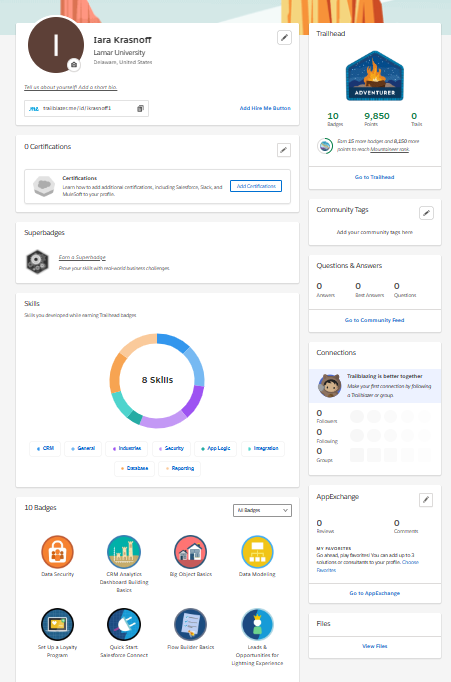 I
Iara Krasnoff
Lamar University
Delaware, United States
Tell us about yourself! Add a short bio.
.me trailblazer.me/id/ikrasnoff1
Add Hire Me Button
0 Certifications
Certifications
Learn how to add additional certifications, including Salesforce, Slack, and
MuleSoft to your profile.
Add Certifications
Superbadges
Earn a Superbadge
Prove your skills with real-world business challenges.
Skills
Skills you developed while earning Trailhead badges
8 Skills
CRM
General
Industries
Security
App Logic
Integration
Database
Reporting
10 Badges
All Badges
Data Security
CRM Analytics
Dashboard Building
Basics
Big Object Basics
Data Modeling
Set Up a Loyalty
Program
Quick Start:
Salesforce Connect
Flow Builder Basics
Leads &
Opportunities for
Lightning Experience
Trailhead
ADVENTURER
10
Badges
9,850
Points
0
Trails
Earn 15 more badges and 8,150 more
points to reach Mountaineer rank.
Go to Trailhead
Community Tags
Add your community tags here
Questions & Answers
0
Answers
0
Best Answers
0
Questions
Go to Community Feed
Connections
Trailblazing is better together
Make your first connection by following
a Trailblazer or group.
0
Followers
0
Following
0
Groups
AppExchange
0
Reviews
0
Comments
MY FAVORITES
Go ahead, play favorites! You can add up to 3
solutions or consultants to your profile. Choose
Favorites
Go to AppExchange
Files
View Files